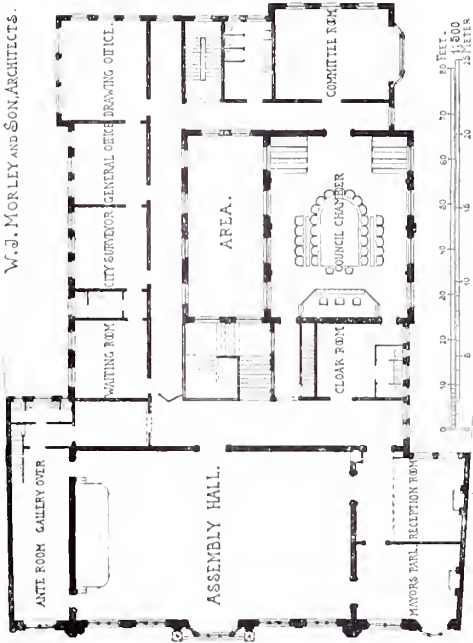 W. J. MORLEY AND SON, ARCHITECTS.
DRAWING OFFICE.
GENERAL OFFICE
CITY SURVEYOR
WAITING ROOM
ANTE ROOM GALLERY OVER
COMMITTEE ROOM
AREA.
COUNCIL CHAMBER
CLOAK ROOM
ASSEMBLY HALL.
MAYORS PARL.
RECEPTION ROOM
80 FEET.
1:500
25 METER
0 10 20 30 40 50 60 70
0 5 10 15 20